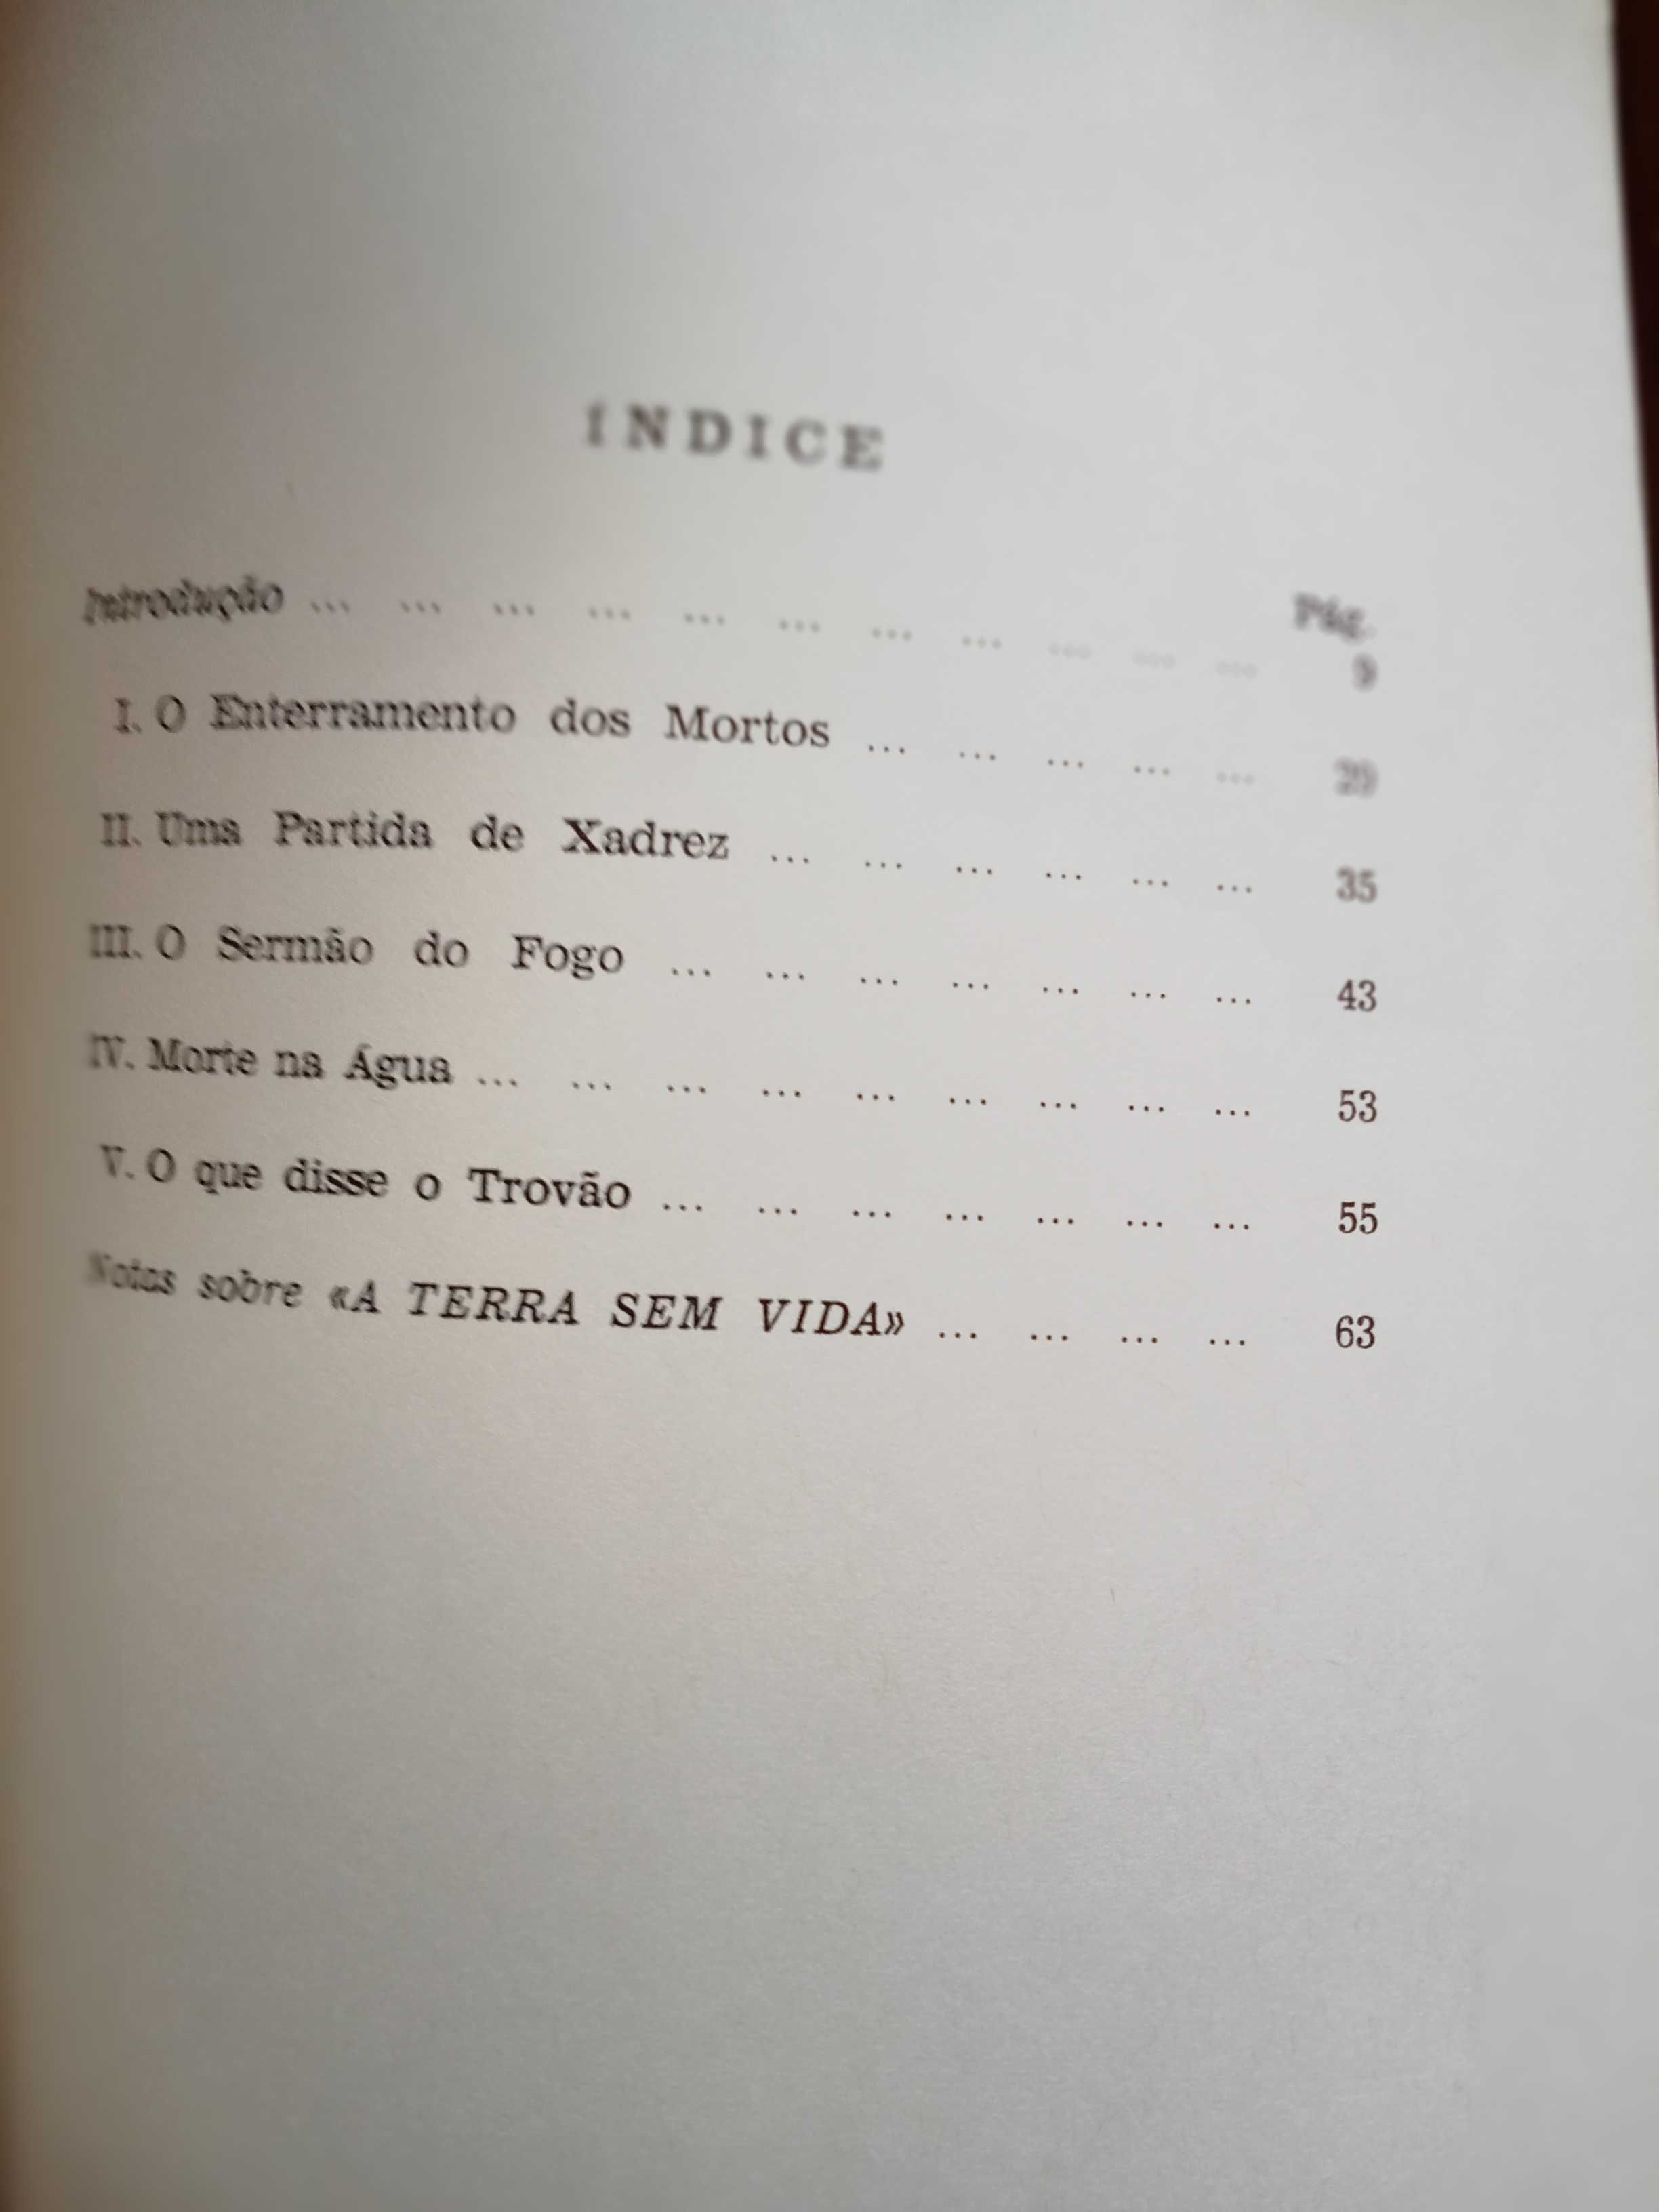 ÍNDICE
Pág.
Introdução ... ... ... ... ... ... ... ... ... ... ... 9
I. O Enterramento dos Mortos ... ... ... ... ... 29
II. Uma Partida de Xadrez ... ... ... ... ... ... 35
III. O Sermão do Fogo ... ... ... ... ... ... ... 43
IV. Morte na Água ... ... ... ... ... ... ... ... ... 53
V. O que disse o Trovão ... ... ... ... ... ... ... 55
Notas sobre «A TERRA SEM VIDA» ... ... ... ... 63